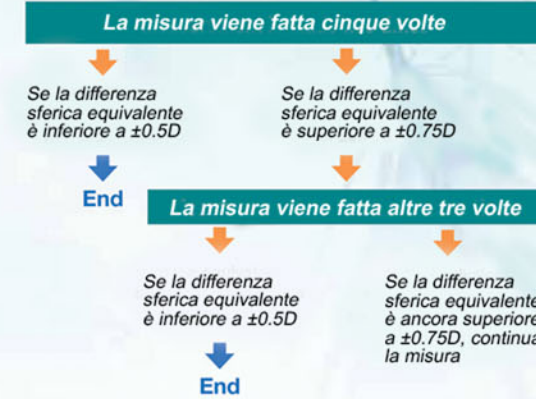 La misura viene fatta cinque volte
Se la differenza
sferica equivalente
è inferiore a ±0.5D
Se la differenza
sferica equivalente
è superiore a ±0.75D
End
La misura viene fatta altre tre volte
Se la differenza
sferica equivalente
è inferiore a ±0.5D
Se la differenza
sferica equivalente
è ancora superiore
a ±0.75D, continua
la misura
End